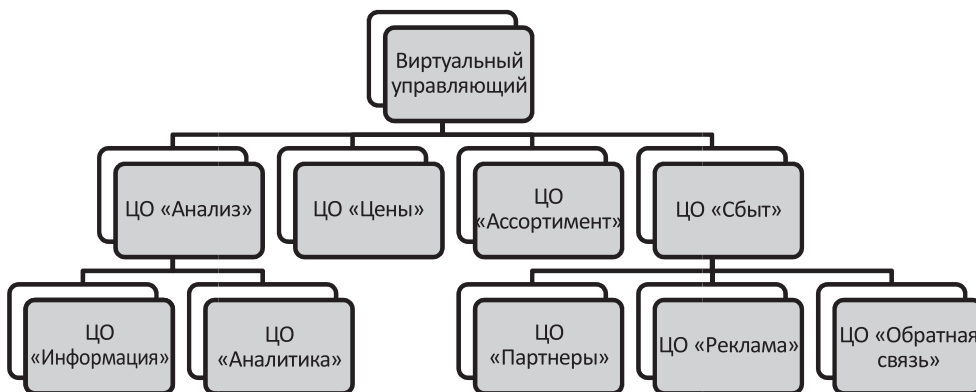 Виртуальный
управляющий
ЦО «Анализ»
ЦО «Цены»
ЦО
«Ассортимент»
ЦО «Сбыт»
ЦО
«Информация»
ЦО
«Аналитика»
ЦО
«Партнеры»
ЦО «Реклама»
ЦО «Обратная
связь»